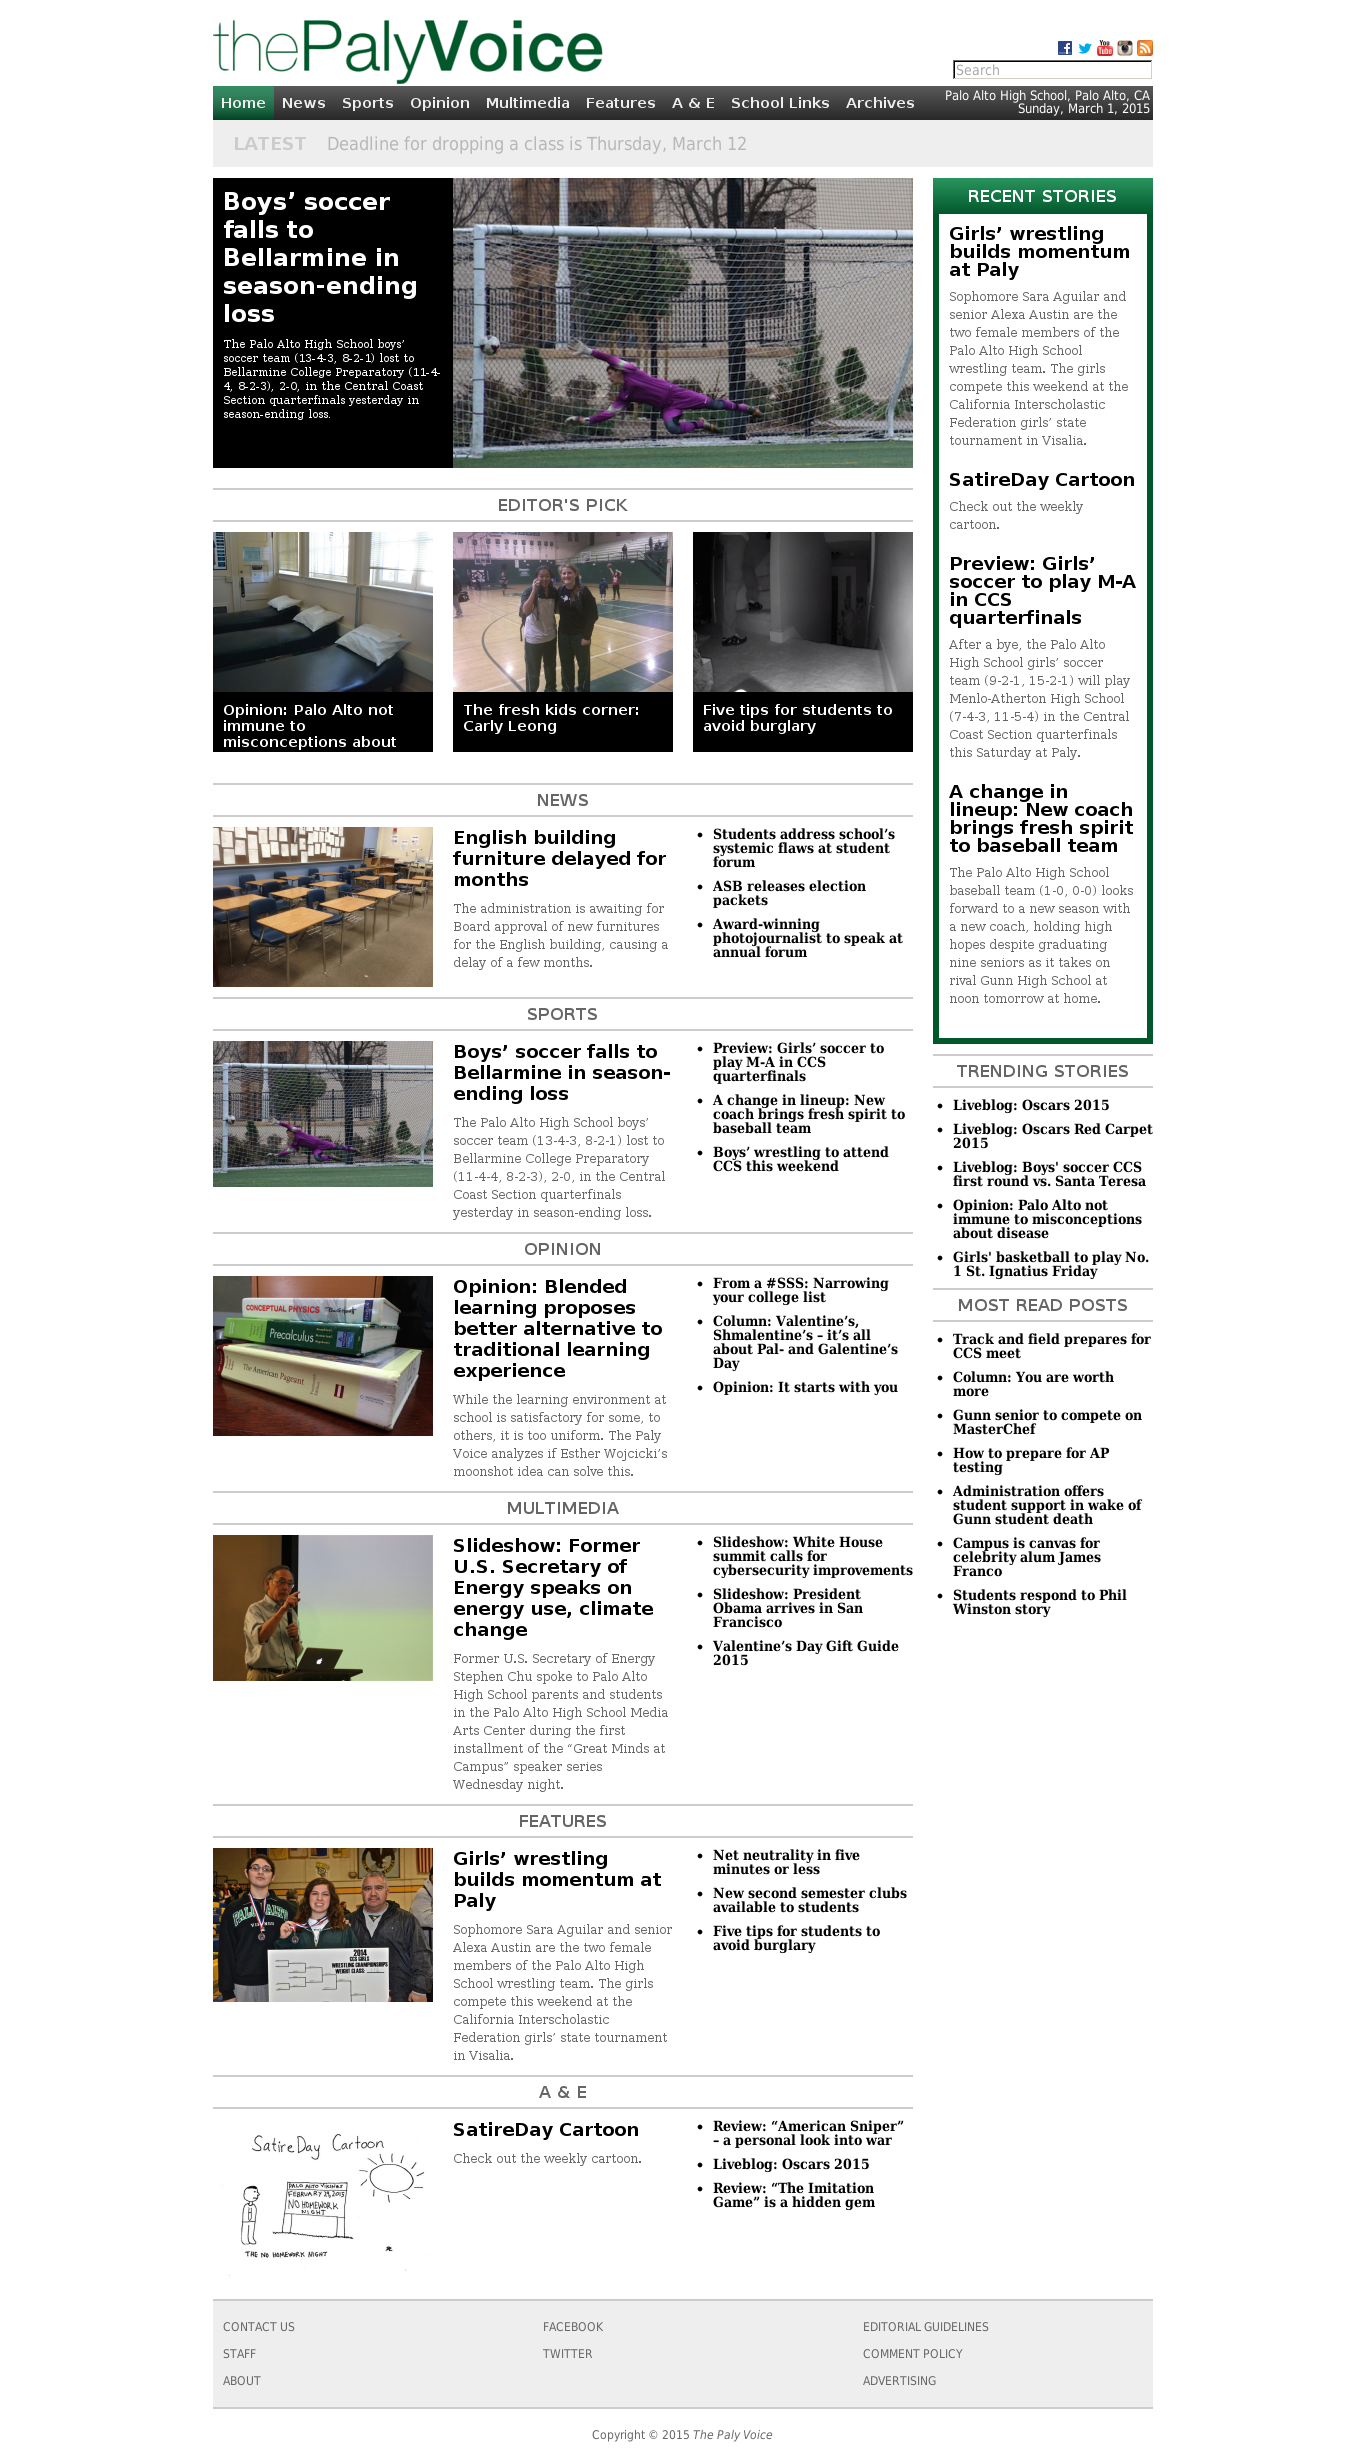 thePalyVoice
Search
Home News Sports Opinion Multimedia Features A & E School Links Archives
Palo Alto High School, Palo Alto, CA
Sunday, March 1, 2015
LATEST Deadline for dropping a class is Thursday, March 12
Boys’ soccer
falls to
Bellarmine in
season-ending
loss
The Palo Alto High School boys’
soccer team (13-4-3, 8-2-1) lost to
Bellarmine College Preparatory (11-4-
4, 8-2-3), 2-0, in the Central Coast
Section quarterfinals yesterday in
season-ending loss.
EDITOR'S PICK
Opinion: Palo Alto not
immune to
misconceptions about
The fresh kids corner:
Carly Leong
Five tips for students to
avoid burglary
NEWS
English building
furniture delayed for
months
The administration is awaiting for
Board approval of new furnitures
for the English building, causing a
delay of a few months.
• Students address school’s
systemic flaws at student
forum
• ASB releases election
packets
• Award-winning
photojournalist to speak at
annual forum
SPORTS
Boys’ soccer falls to
Bellarmine in season-
ending loss
The Palo Alto High School boys’
soccer team (13-4-3, 8-2-1) lost to
Bellarmine College Preparatory
(11-4-4, 8-2-3), 2-0, in the Central
Coast Section quarterfinals
yesterday in season-ending loss.
• Preview: Girls’ soccer to
play M-A in CCS
quarterfinals
• A change in lineup: New
coach brings fresh spirit to
baseball team
• Boys’ wrestling to attend
CCS this weekend
OPINION
CONCEPTUAL PHYSICS
Precalculus
The American Pageant
Opinion: Blended
learning proposes
better alternative to
traditional learning
experience
While the learning environment at
school is satisfactory for some, to
others, it is too uniform. The Paly
Voice analyzes if Esther Wojcicki’s
moonshot idea can solve this.
• From a #SSS: Narrowing
your college list
• Column: Valentine’s,
Shmalentine’s – it’s all
about Pal- and Galentine’s
Day
• Opinion: It starts with you
MULTIMEDIA
Slideshow: Former
U.S. Secretary of
Energy speaks on
energy use, climate
change
Former U.S. Secretary of Energy
Stephen Chu spoke to Palo Alto
High School parents and students
in the Palo Alto High School Media
Arts Center during the first
installment of the “Great Minds at
Campus” speaker series
Wednesday night.
• Slideshow: White House
summit calls for
cybersecurity improvements
• Slideshow: President
Obama arrives in San
Francisco
• Valentine’s Day Gift Guide
2015
FEATURES
PALO ALTO
2014
CCS GIRLS
WRESTLING CHAMPIONSHIPS
WEIGHT CLASS:
Girls’ wrestling
builds momentum at
Paly
Sophomore Sara Aguilar and senior
Alexa Austin are the two female
members of the Palo Alto High
School wrestling team. The girls
compete this weekend at the
California Interscholastic
Federation girls’ state tournament
in Visalia.
• Net neutrality in five
minutes or less
• New second semester clubs
available to students
• Five tips for students to
avoid burglary
A & E
SatireDay Cartoon
PALO ALTO VIKINGS
FEBRUARY 29, 2015
NO HOMEWORK
NIGHT
THE NO HOMEWORK NIGHT
SatireDay Cartoon
Check out the weekly cartoon.
• Review: “American Sniper”
– a personal look into war
• Liveblog: Oscars 2015
• Review: “The Imitation
Game” is a hidden gem
RECENT STORIES
Girls’ wrestling
builds momentum
at Paly
Sophomore Sara Aguilar and
senior Alexa Austin are the
two female members of the
Palo Alto High School
wrestling team. The girls
compete this weekend at the
California Interscholastic
Federation girls’ state
tournament in Visalia.
SatireDay Cartoon
Check out the weekly
cartoon.
Preview: Girls’
soccer to play M-A
in CCS
quarterfinals
After a bye, the Palo Alto
High School girls’ soccer
team (9-2-1, 15-2-1) will play
Menlo-Atherton High School
(7-4-3, 11-5-4) in the Central
Coast Section quarterfinals
this Saturday at Paly.
A change in
lineup: New coach
brings fresh spirit
to baseball team
The Palo Alto High School
baseball team (1-0, 0-0) looks
forward to a new season with
a new coach, holding high
hopes despite graduating
nine seniors as it takes on
rival Gunn High School at
noon tomorrow at home.
TRENDING STORIES
• Liveblog: Oscars 2015
• Liveblog: Oscars Red Carpet
2015
• Liveblog: Boys' soccer CCS
first round vs. Santa Teresa
• Opinion: Palo Alto not
immune to misconceptions
about disease
• Girls' basketball to play No.
1 St. Ignatius Friday
MOST READ POSTS
• Track and field prepares for
CCS meet
• Column: You are worth
more
• Gunn senior to compete on
MasterChef
• How to prepare for AP
testing
• Administration offers
student support in wake of
Gunn student death
• Campus is canvas for
celebrity alum James
Franco
• Students respond to Phil
Winston story
CONTACT US
STAFF
ABOUT
FACEBOOK
TWITTER
EDITORIAL GUIDELINES
COMMENT POLICY
ADVERTISING
Copyright © 2015 The Paly Voice